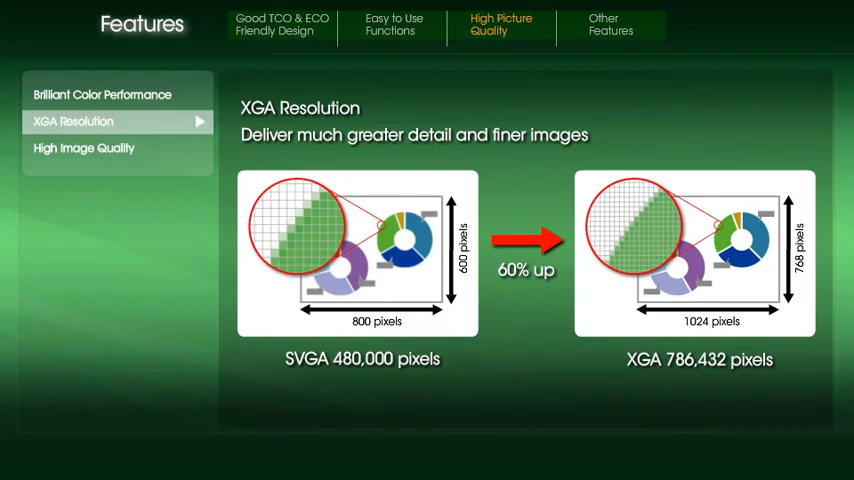 Features
Good TCO & ECO
Friendly Design
Easy to Use
Functions
High Picture
Quality
Other
Features
Brilliant Color Performance
XGA Resolution
High Image Quality
XGA Resolution
Deliver much greater detail and finer images
600 pixels
800 pixels
SVGA 480,000 pixels
60% up
768 pixels
1024 pixels
XGA 786,432 pixels